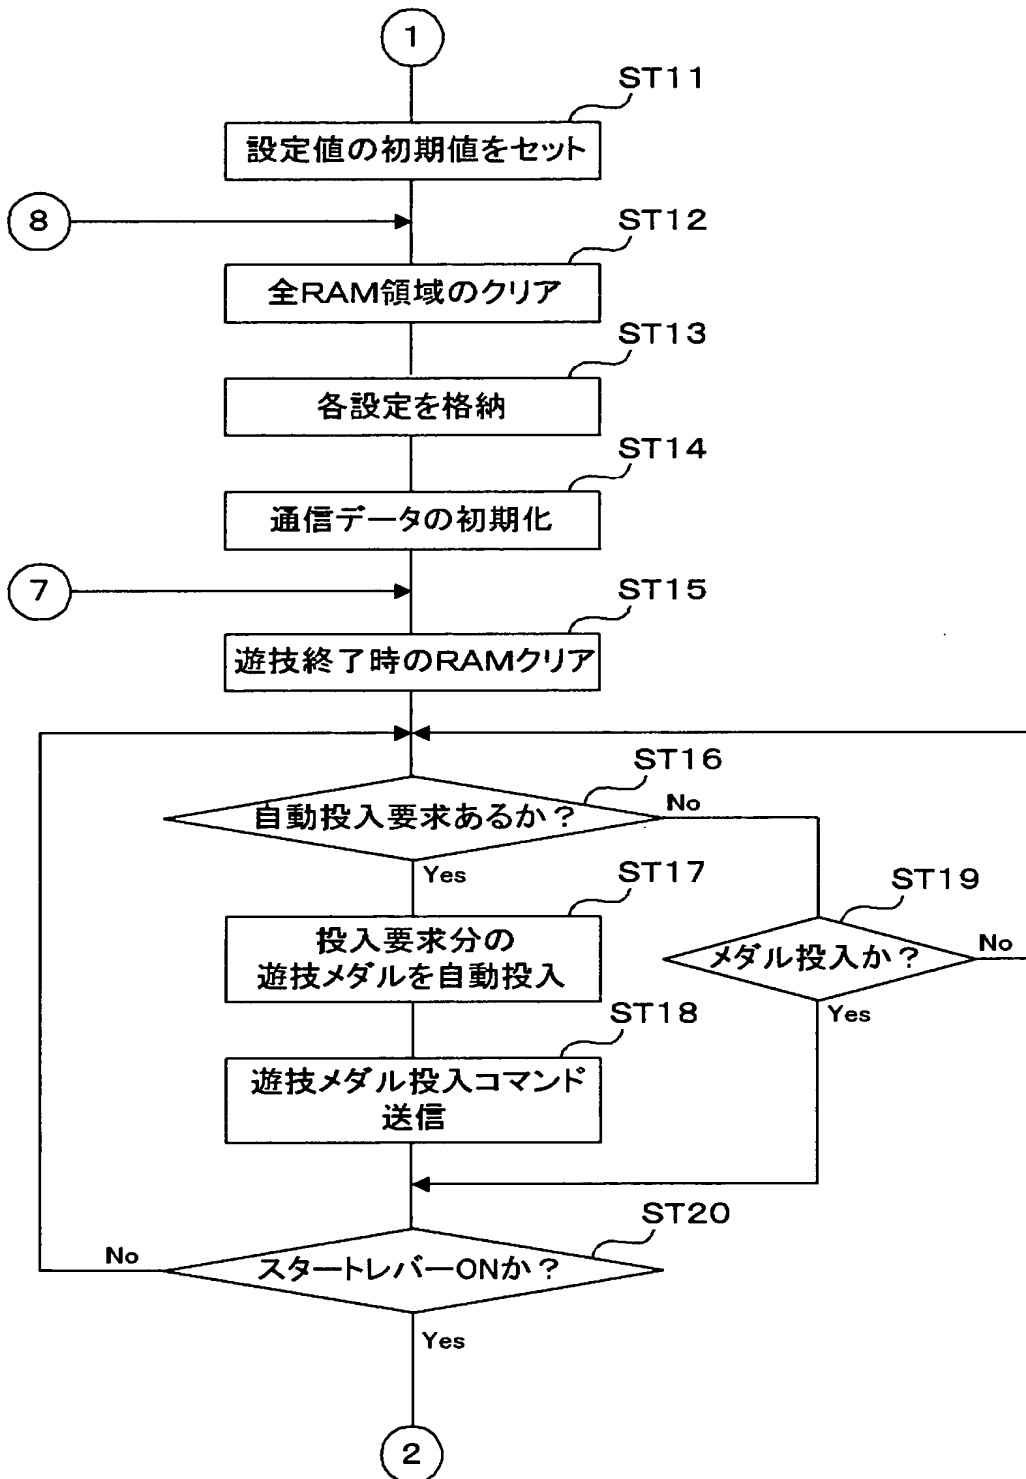 1
ST11
設定値の初期値をセット
8
ST12
全RAM領域のクリア
ST13
各設定を格納
ST14
通信データの初期化
7
ST15
遊技終了時のRAMクリア
ST16
自動投入要求あるか？
No
Yes
ST17
投入要求分の
遊技メダルを自動投入
ST19
メダル投入か？
No
Yes
ST18
遊技メダル投入コマンド
送信
ST20
スタートレバーONか？
No
Yes
2